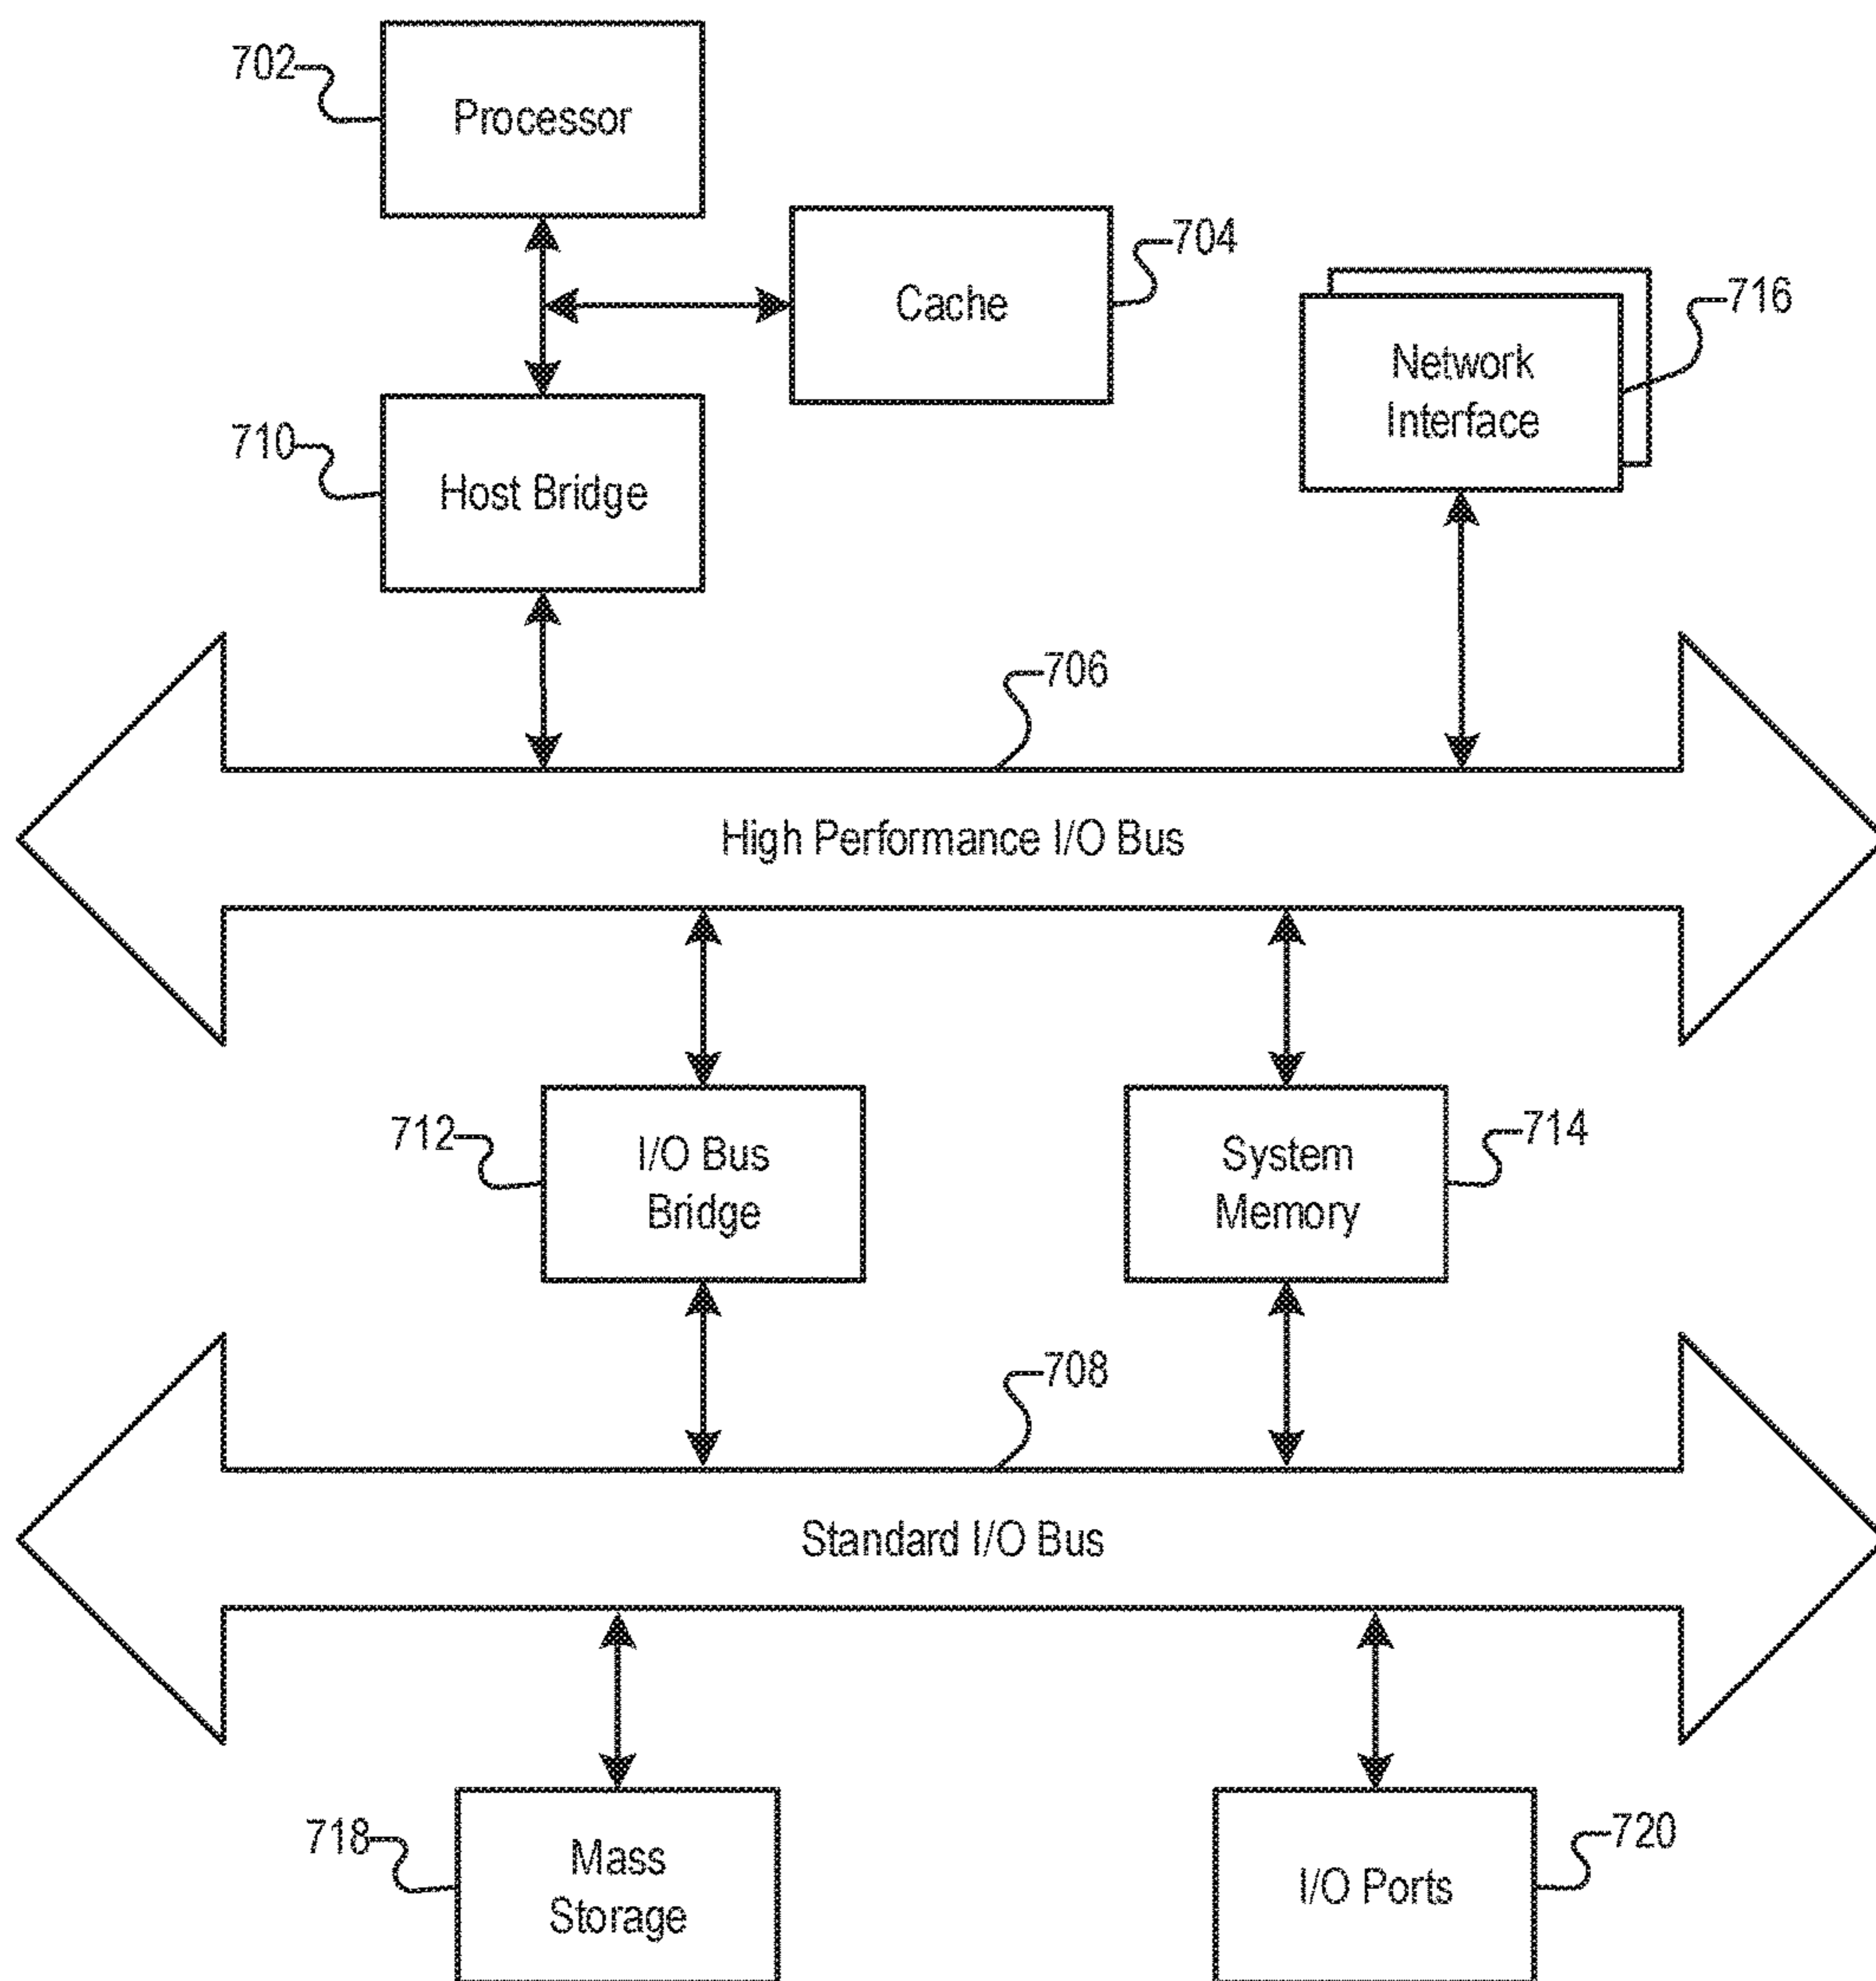 702
Processor
704
Cache
716
Network
Interface
710
Host Bridge
706
High Performance I/O Bus
712
I/O Bus
Bridge
714
System
Memory
708
Standard I/O Bus
718
Mass
Storage
720
I/O Ports